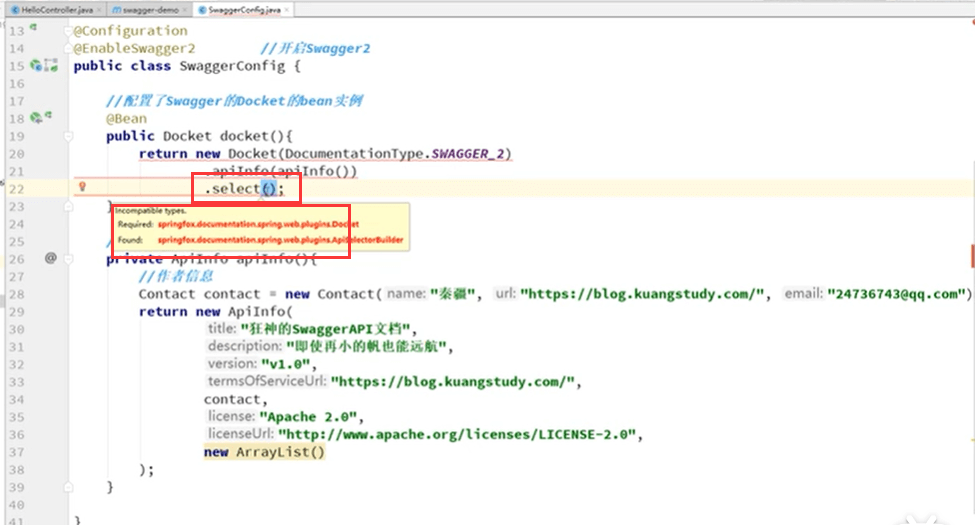 HelloController.java × swagger-demo × SwaggerConfig.java ×
13 @Configuration
14 @EnableSwagger2 //开启Swagger2
15 public class SwaggerConfig {
16
17 //配置了Swagger的Docket的bean实例
18 @Bean
19 public Docket docket(){
20 return new Docket(DocumentationType.SWAGGER_2)
21 .apiInfo(apiInfo())
22 .select();
23 }
Incompatible types.
24 Required: springfox.documentation.spring.web.plugins.Docket
25 Found: springfox.documentation.spring.web.plugins.ApiSelectorBuilder
26 @ private ApiInfo apiInfo(){
27 //作者信息
28 Contact contact = new Contact( name: "秦疆", url: "https://blog.kuangstudy.com/", email: "24736743@qq.com")
29 return new ApiInfo(
30 title: "狂神的SwaggerAPI文档",
31 description: "即使再小的帆也能远航",
32 version: "v1.0",
33 termsOfServiceUrl: "https://blog.kuangstudy.com/",
34 contact,
35 license: "Apache 2.0",
36 licenseUrl: "http://www.apache.org/licenses/LICENSE-2.0",
37 new ArrayList()
38 );
39 }
40
41 }